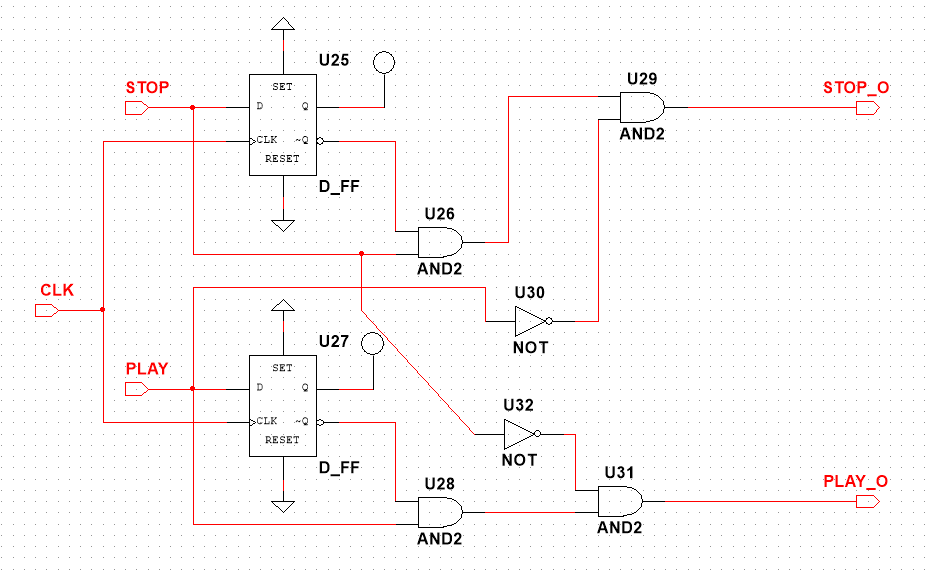 U25
STOP
SET
D
Q
CLK
~Q
RESET
D_FF
U29
AND2
STOP_O
U26
AND2
CLK
U30
NOT
U27
PLAY
SET
D
Q
CLK
~Q
RESET
D_FF
U32
NOT
U28
AND2
U31
AND2
PLAY_O